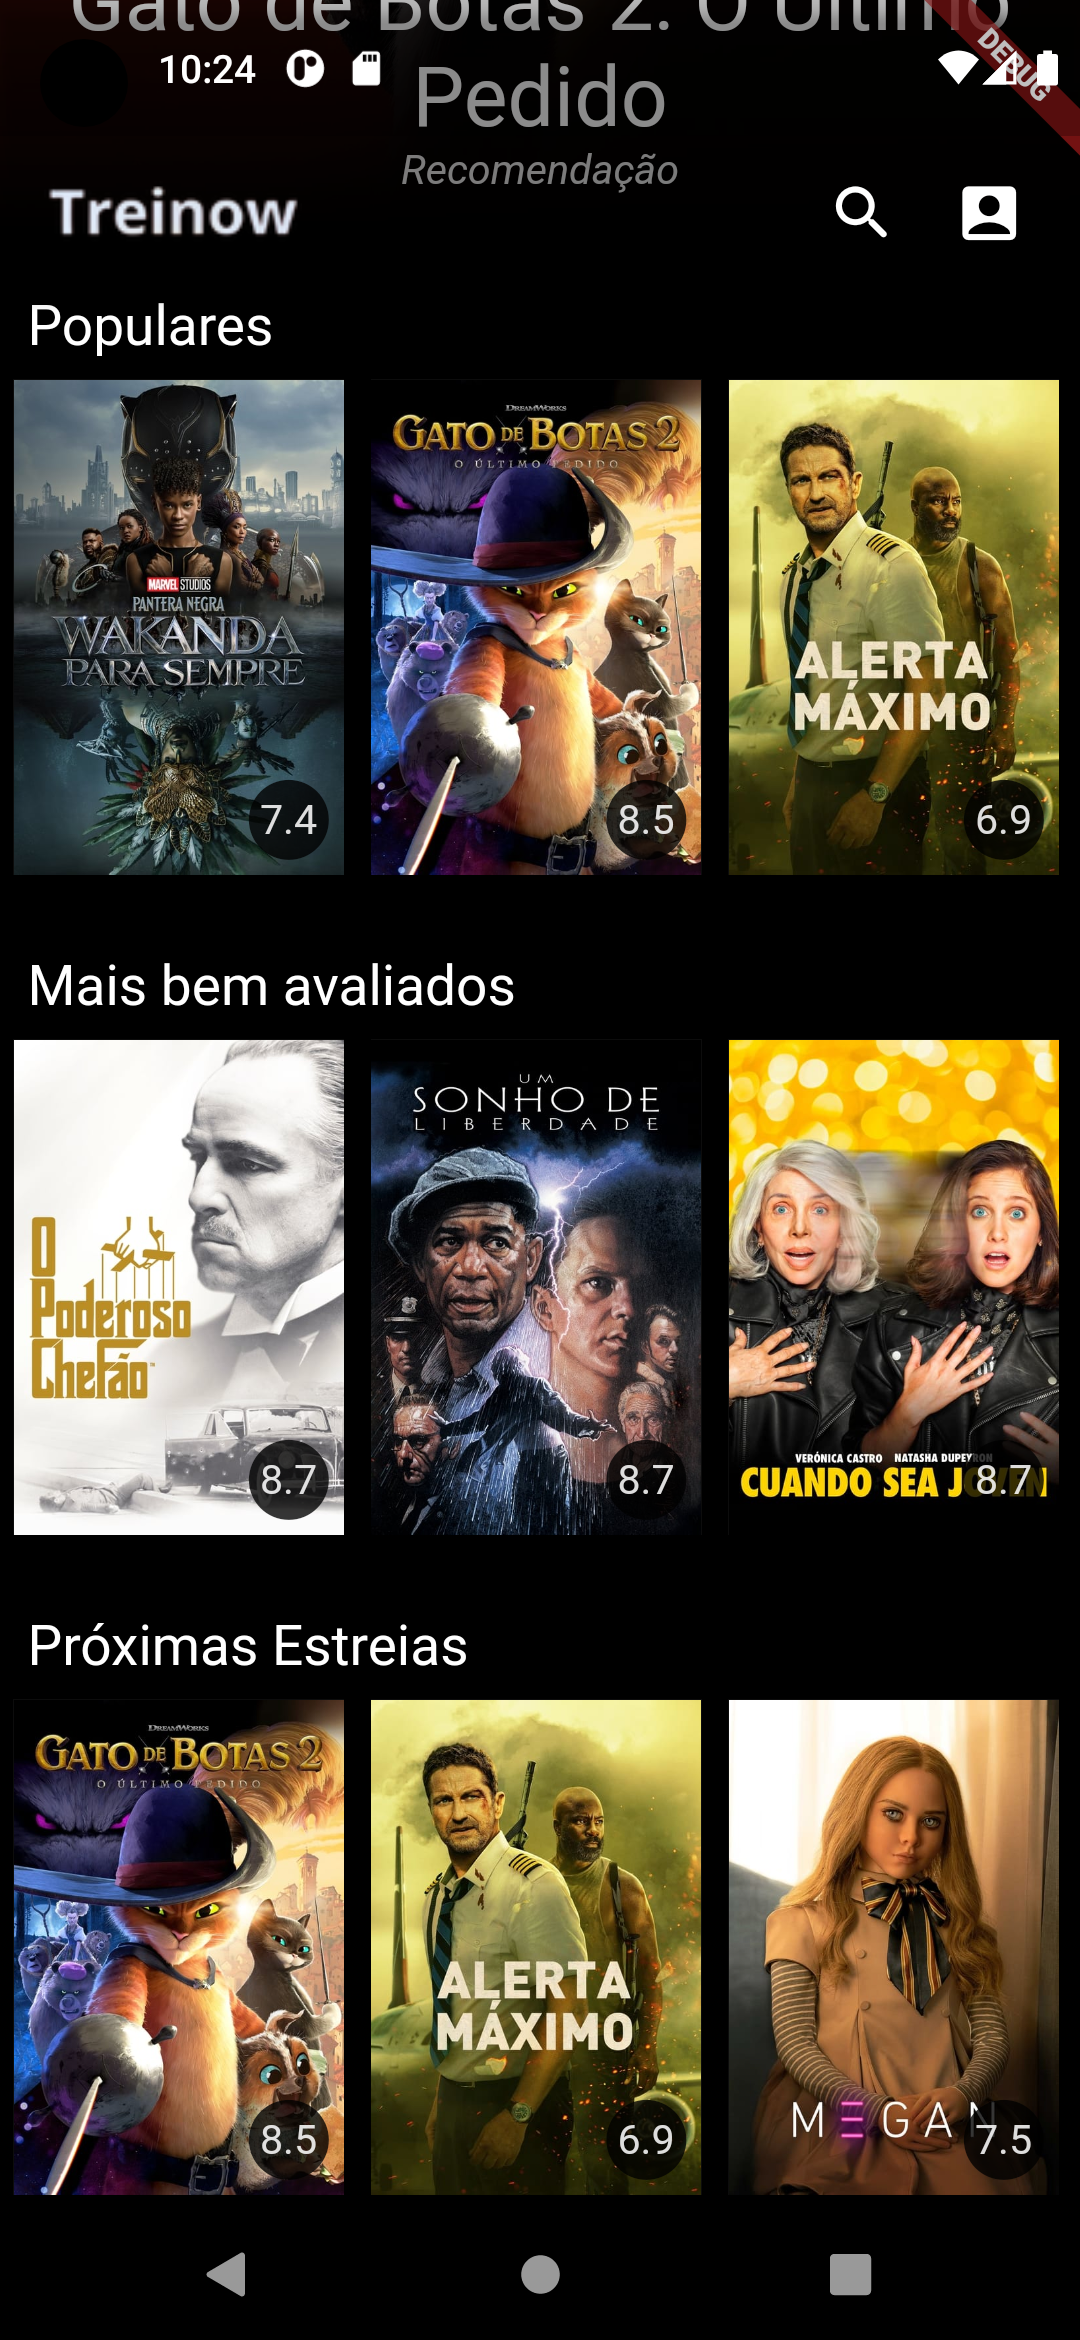 Gato de Botas 2: O Último
10:24
DEBUG
Pedido
Recomendação
Treinow
Populares
MARVEL STUDIOS
PANTERA NEGRA
WAKANDA
PARA SEMPRE
7.4
DREAMWORKS
GATO DE BOTAS 2
O ÚLTIMO PEDIDO
8.5
ALERTA
MÁXIMO
6.9
Mais bem avaliados
O
Poderoso
Chefão
8.7
UM
SONHO DE
LIBERDADE
8.7
VERÓNICA CASTRO NATASHA DUPEYRON
CUANDO SEA JOVEN
8.7
Próximas Estreias
DREAMWORKS
GATO DE BOTAS 2
O ÚLTIMO PEDIDO
8.5
ALERTA
MÁXIMO
6.9
MEGAN
7.5